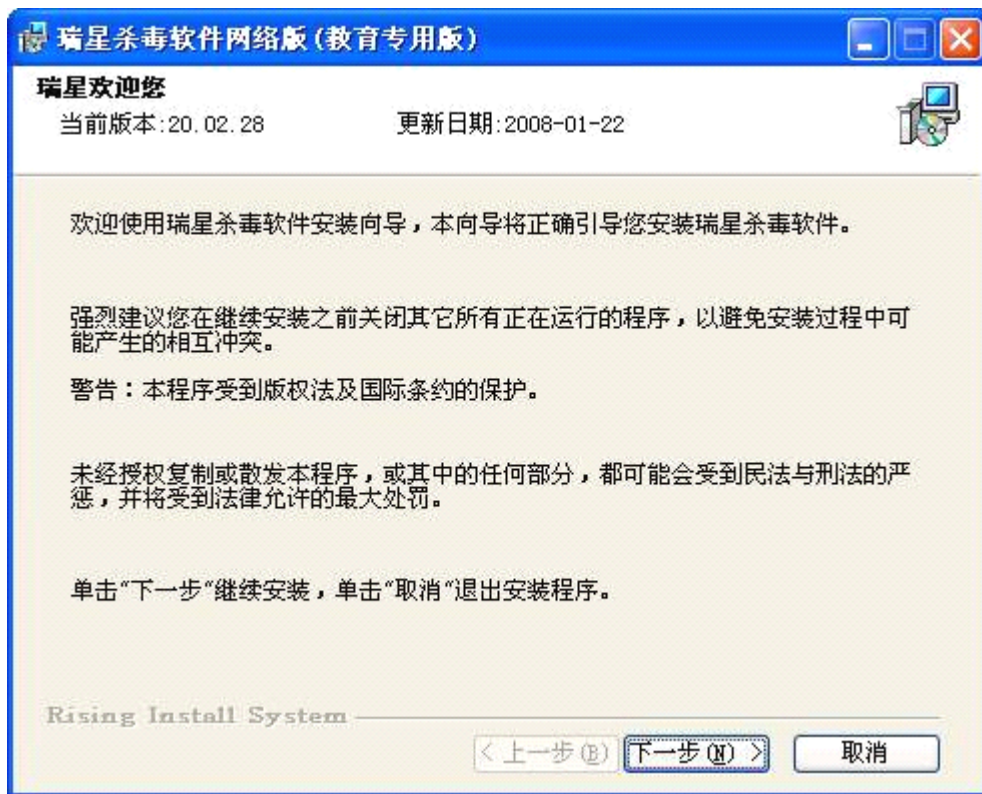 瑞星杀毒软件网络版(教育专用版)
瑞星欢迎您
当前版本:20.02.28 更新日期:2008-01-22
欢迎使用瑞星杀毒软件安装向导，本向导将正确引导您安装瑞星杀毒软件。
强烈建议您在继续安装之前关闭其它所有正在运行的程序，以避免安装过程中可
能产生的相互冲突。
警告：本程序受到版权法及国际条约的保护。
未经授权复制或散发本程序，或其中的任何部分，都可能会受到民法与刑法的严
惩，并将受到法律允许的最大处罚。
单击“下一步”继续安装，单击“取消”退出安装程序。
Rising Install System
< 上一步(B) 下一步(N) > 取消